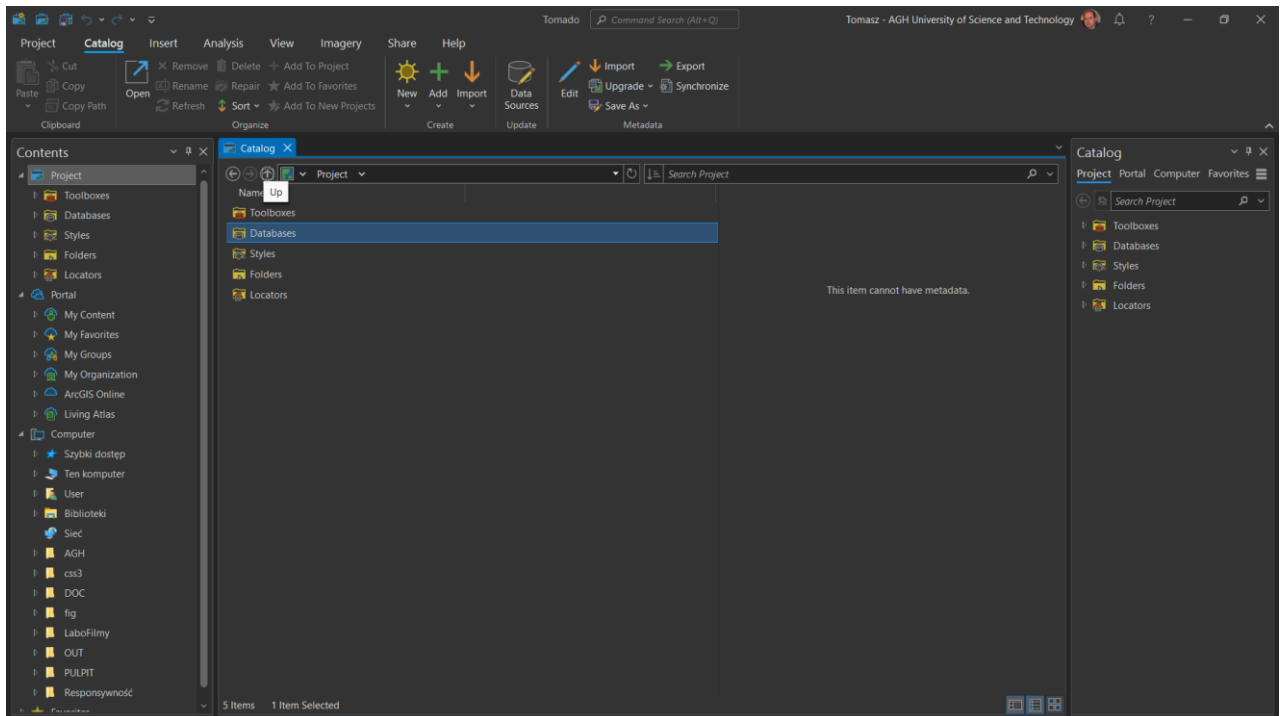 Tornado
Command Search (Alt+Q)
Tomasz - AGH University of Science and Technology
?
Project Catalog Insert Analysis View Imagery Share Help
Paste
Cut
Copy
Copy Path
Clipboard
Open
Remove
Rename
Refresh
Delete
Repair
Sort
Add To Project
Add To Favorites
Add To New Projects
Organize
New
Add
Import
Create
Data Sources
Update
Edit
Import
Upgrade
Save As
Export
Synchronize
Metadata
Contents
Project
Toolboxes
Databases
Styles
Folders
Locators
Portal
My Content
My Favorites
My Groups
My Organization
ArcGIS Online
Living Atlas
Computer
Szybki dostęp
Ten komputer
User
Biblioteki
Sieć
AGH
css3
DOC
fig
LaboFilmy
OUT
PULPIT
Responsywność
Catalog
Project
Search Project
Up
Toolboxes
Databases
Styles
Folders
Locators
This item cannot have metadata.
5 Items 1 Item Selected
Catalog
Project Portal Computer Favorites
Search Project
Toolboxes
Databases
Styles
Folders
Locators